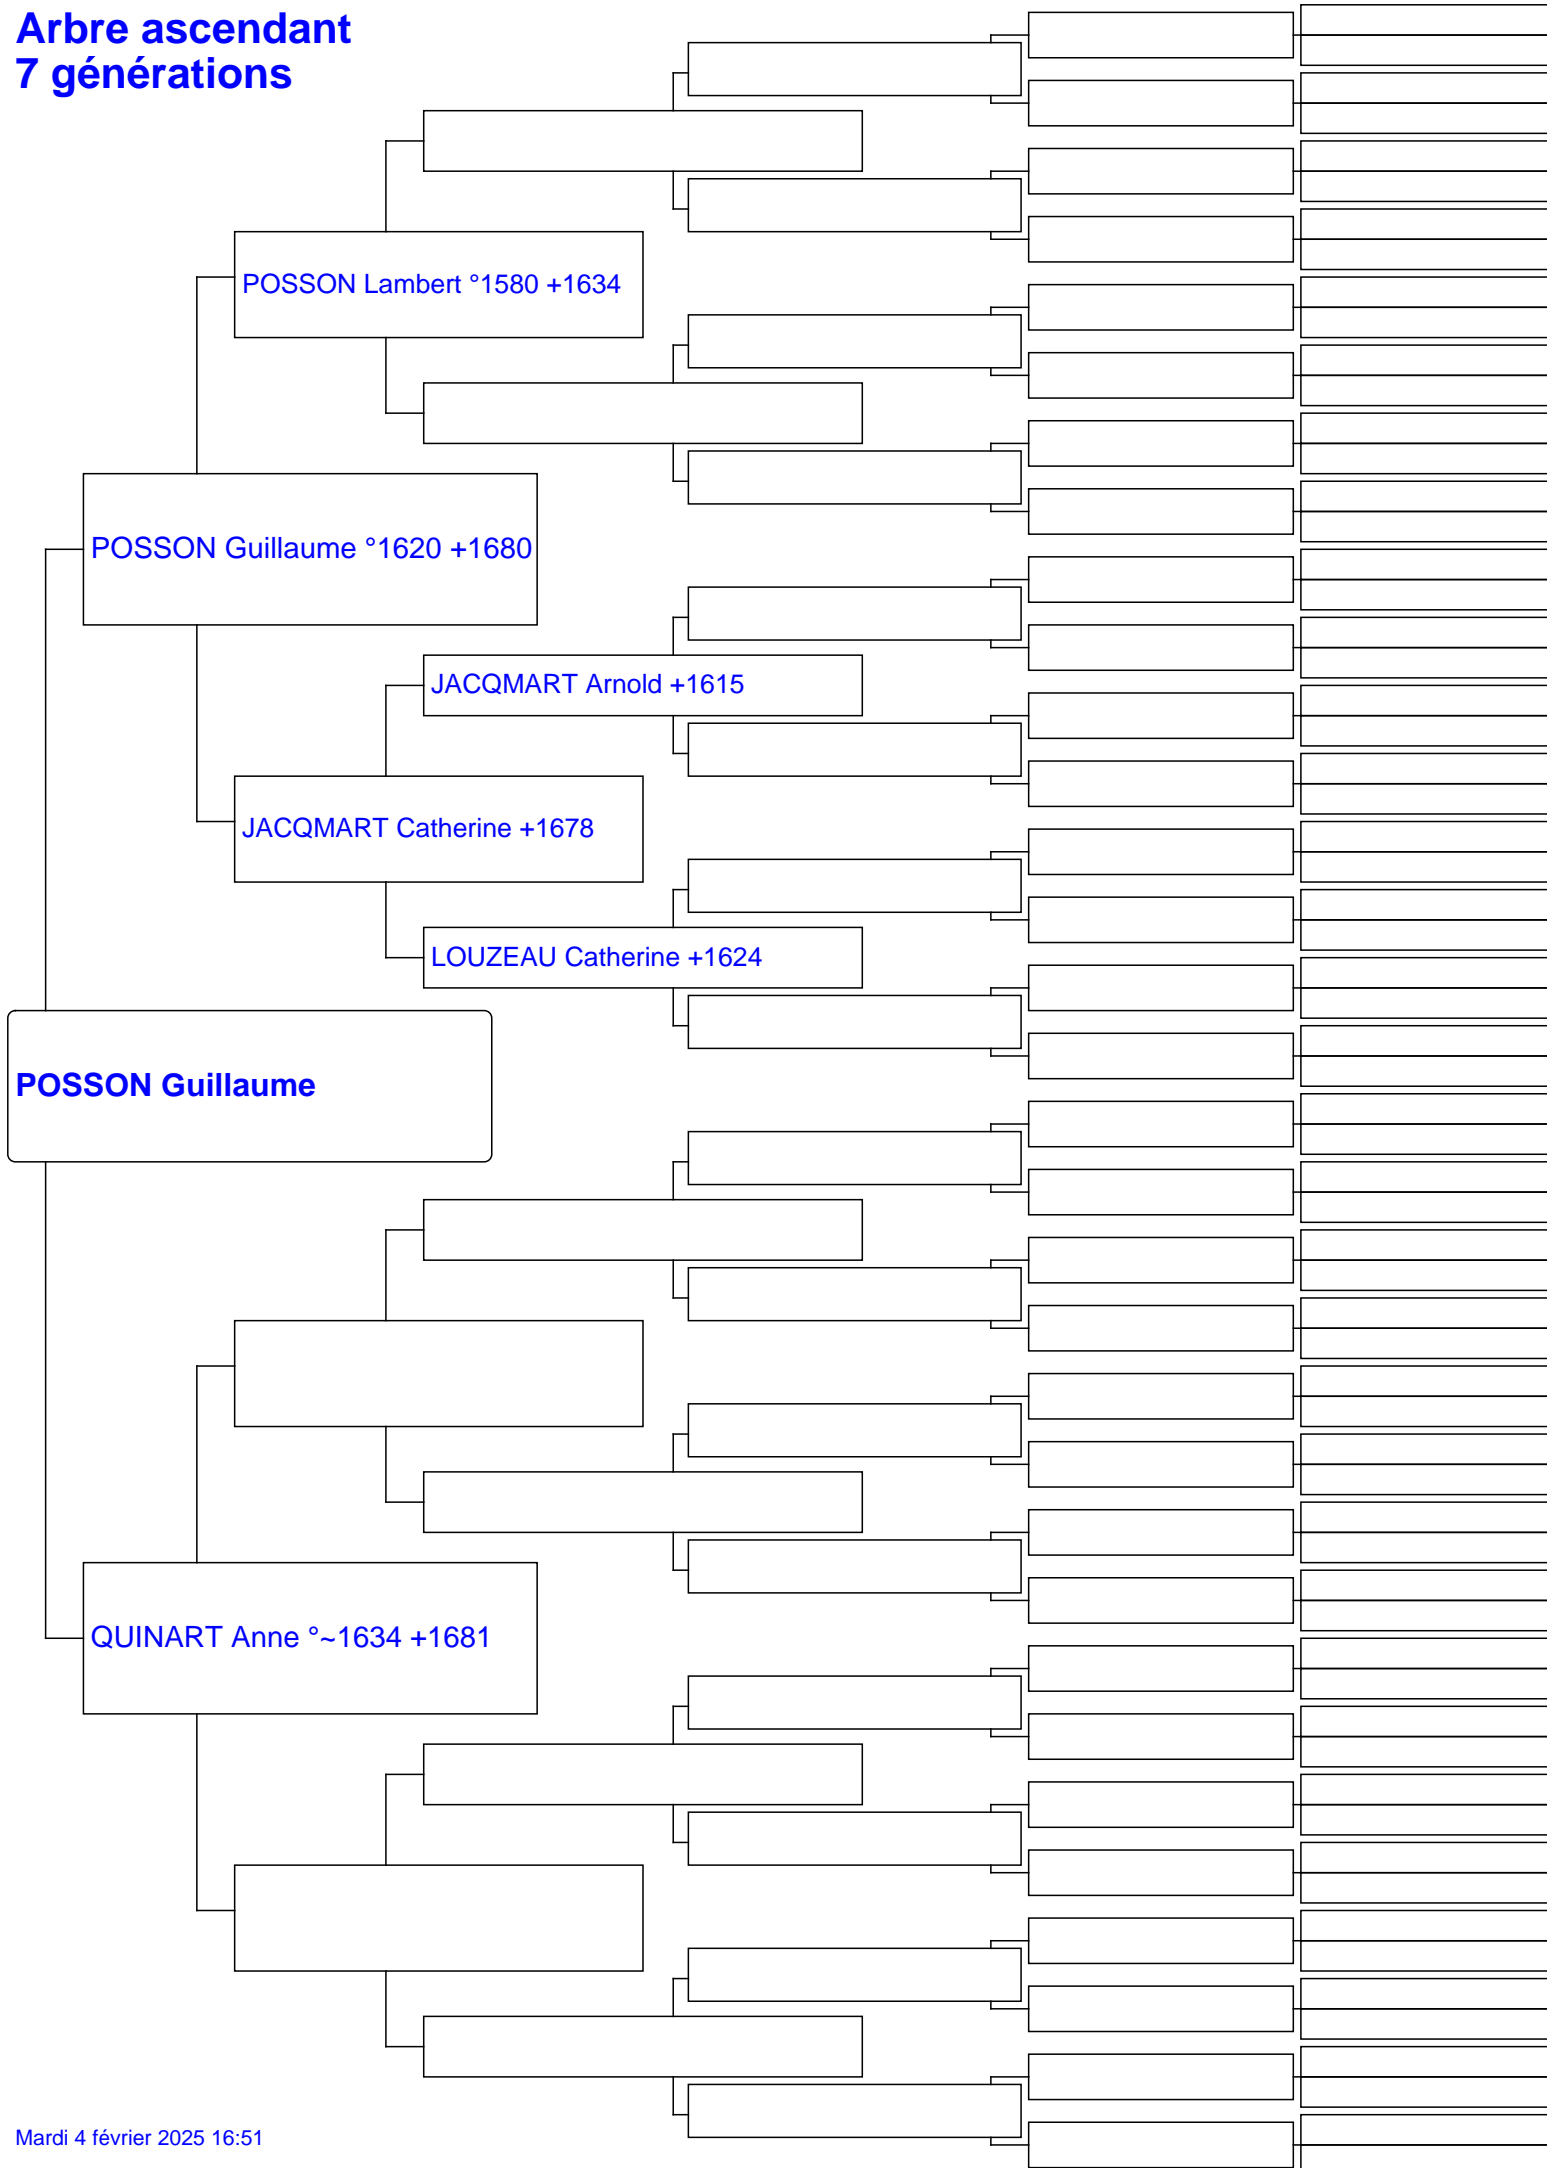 Arbre ascendant
7 générations
POSSON Lambert °1580 +1634
POSSON Guillaume °1620 +1680
JACQMART Arnold +1615
JACQMART Catherine +1678
LOUZEAU Catherine +1624
POSSON Guillaume
QUINART Anne °~1634 +1681
Mardi 4 février 2025 16:51